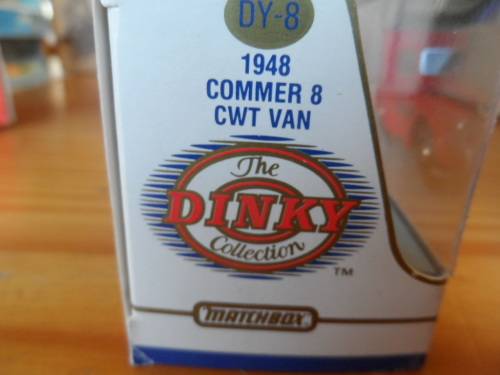 DY-8
1948
COMMER 8
CWT VAN
The
DINKY
Collection
TM
MATCHBOX